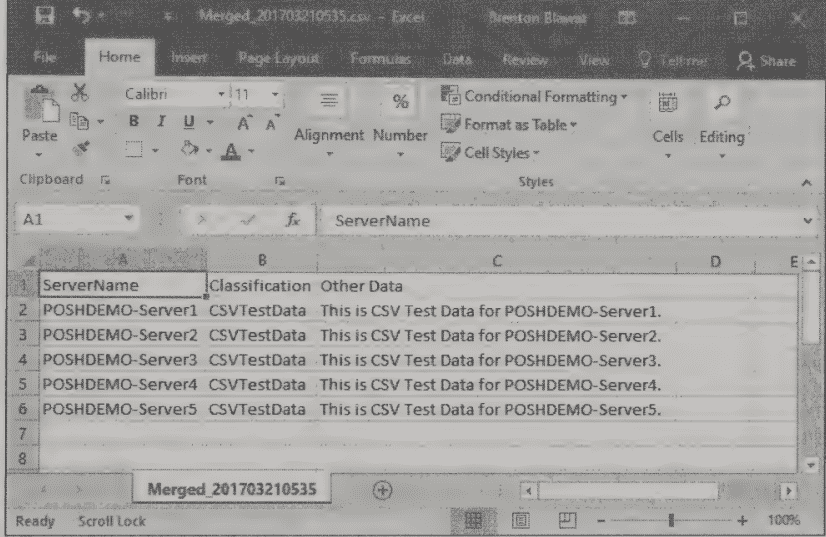 Merged_201703210535.csv - Excel
Brenton Blawat
File Home Insert Page Layout Formulas Data Review View Tell me Share
Paste
Calibri 11
B I U A A
A
Alignment
%
Number
Conditional Formatting
Format as Table
Cell Styles
Cells
Editing
Clipboard Font Styles
A1 fx ServerName
A B C D E
1 ServerName Classification Other Data
2 POSHDEMO-Server1 CSVTestData This is CSV Test Data for POSHDEMO-Server1.
3 POSHDEMO-Server2 CSVTestData This is CSV Test Data for POSHDEMO-Server2.
4 POSHDEMO-Server3 CSVTestData This is CSV Test Data for POSHDEMO-Server3.
5 POSHDEMO-Server4 CSVTestData This is CSV Test Data for POSHDEMO-Server4.
6 POSHDEMO-Server5 CSVTestData This is CSV Test Data for POSHDEMO-Server5.
7
8
Merged_201703210535
Ready Scroll Lock 100%